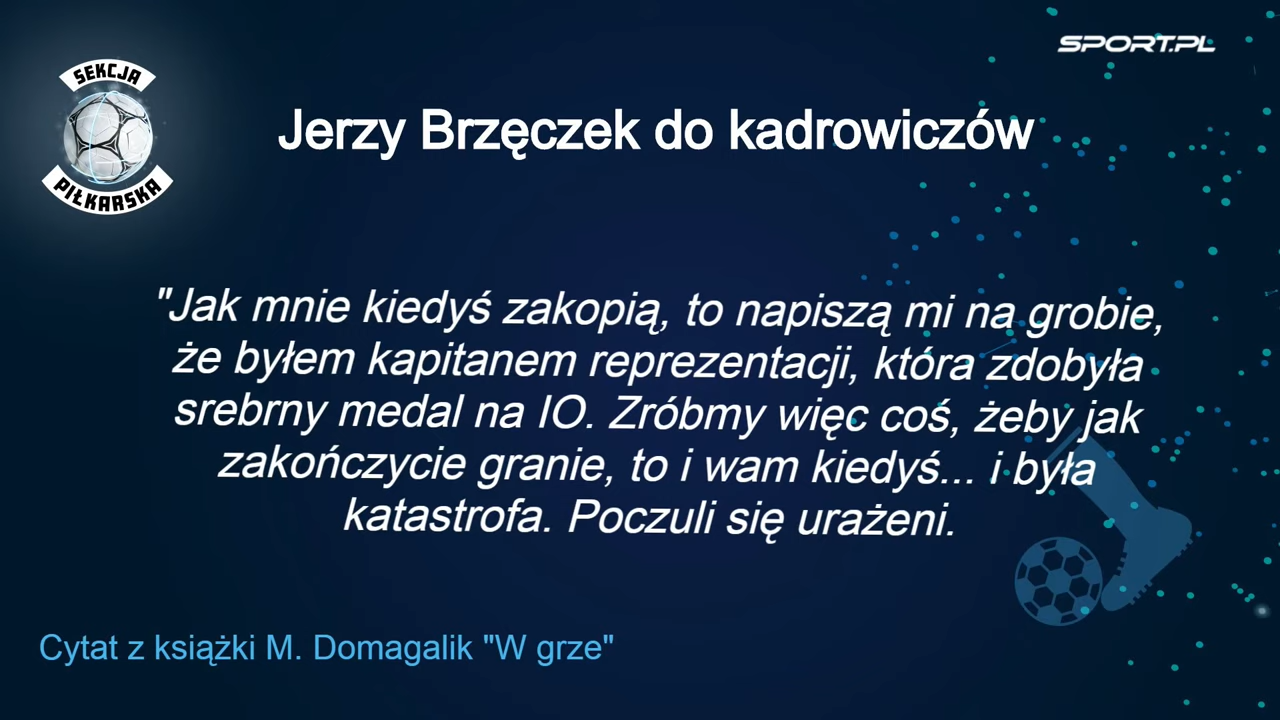 SEKCJA
PIŁKARSKA
SPORT.PL
Jerzy Brzęczek do kadrowiczów
"Jak mnie kiedyś zakopią, to napiszą mi na grobie,
że byłem kapitanem reprezentacji, która zdobyła
srebrny medal na IO. Zróbmy więc coś, żeby jak
zakończycie granie, to i wam kiedyś... i była
katastrofa. Poczuli się urażeni.
Cytat z książki M. Domagalik "W grze"